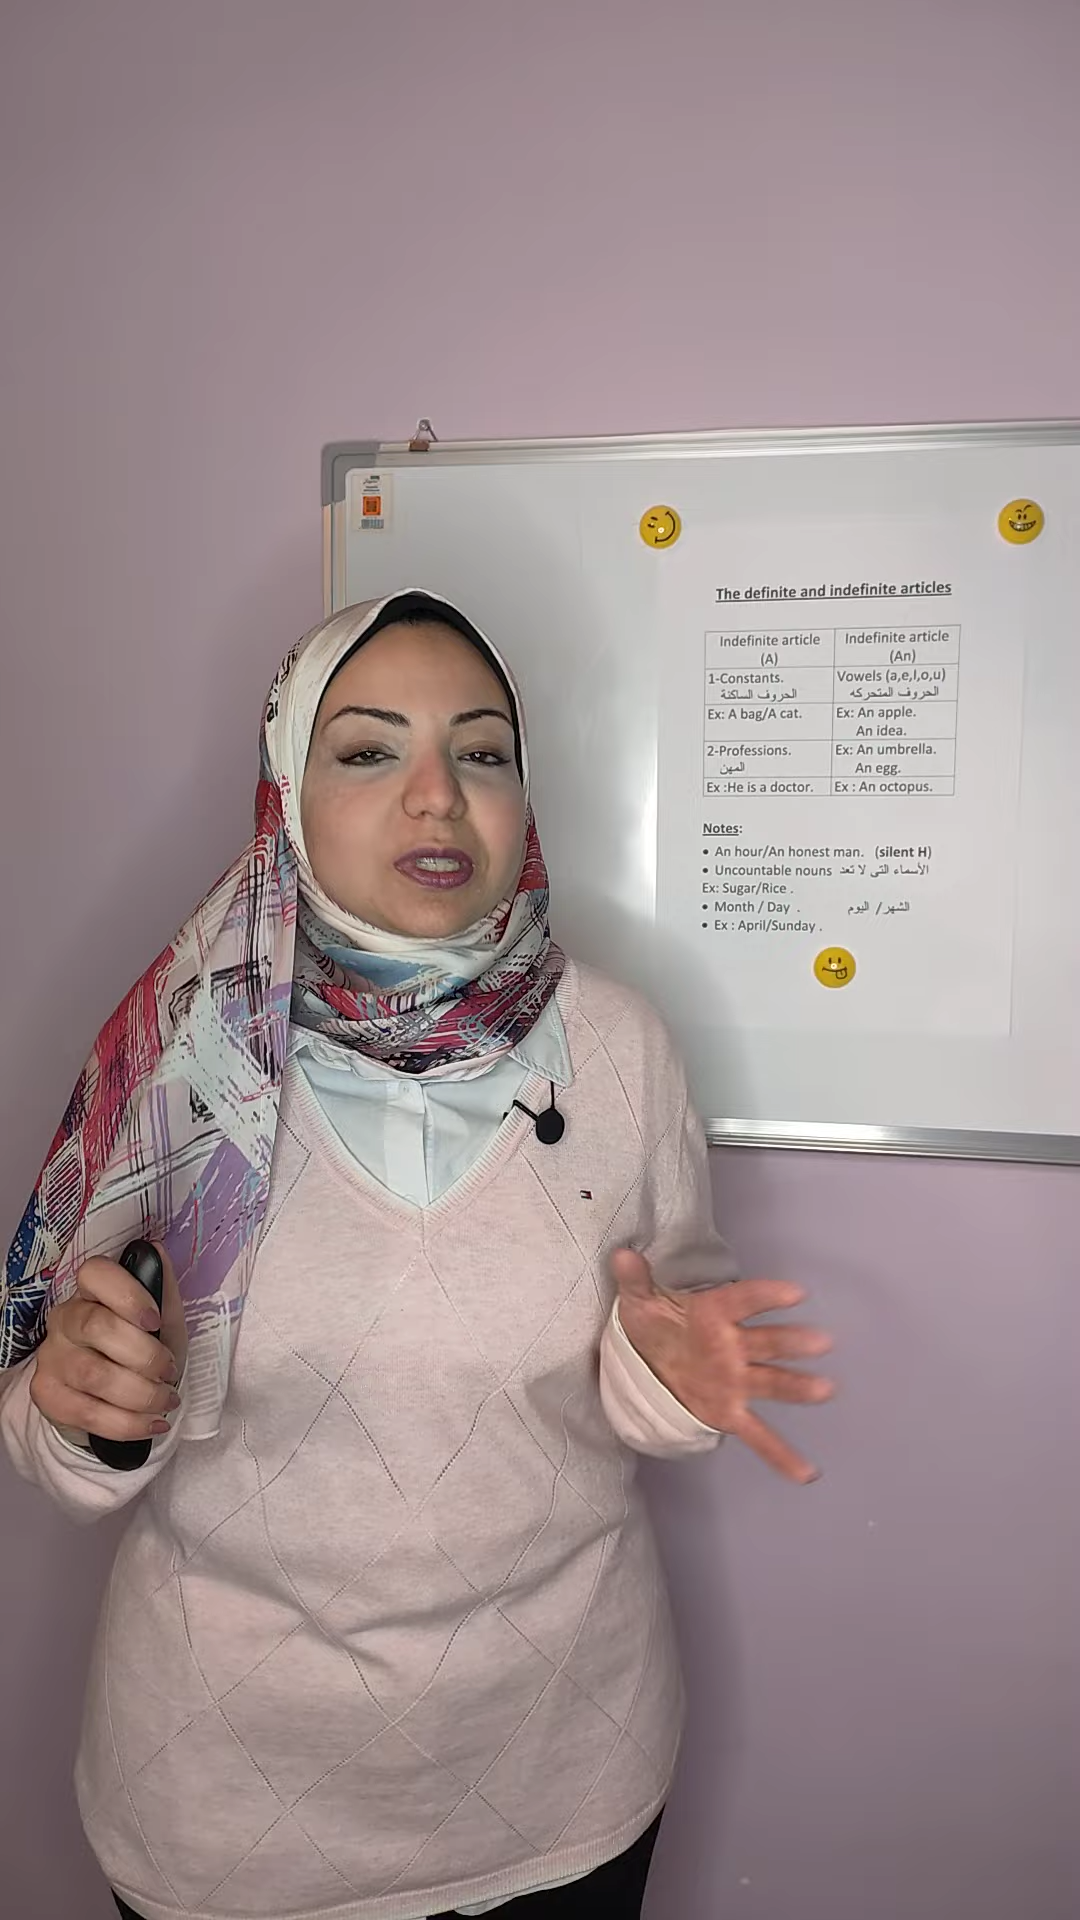 The definite and indefinite articles
Indefinite article (A)
Indefinite article (An)
1-Constants.
الحروف الساكنة
Vowels (a,e,I,o,u)
الحروف المتحركه
Ex: A bag/A cat.
Ex: An apple.
An idea.
2-Professions.
المهن
Ex: An umbrella.
An egg.
Ex :He is a doctor.
Ex : An octopus.
Notes:
• An hour/An honest man. (silent H)
• Uncountable nouns الأسماء التى لا تعد
Ex: Sugar/Rice .
• Month / Day . الشهر/ اليوم
• Ex : April/Sunday .